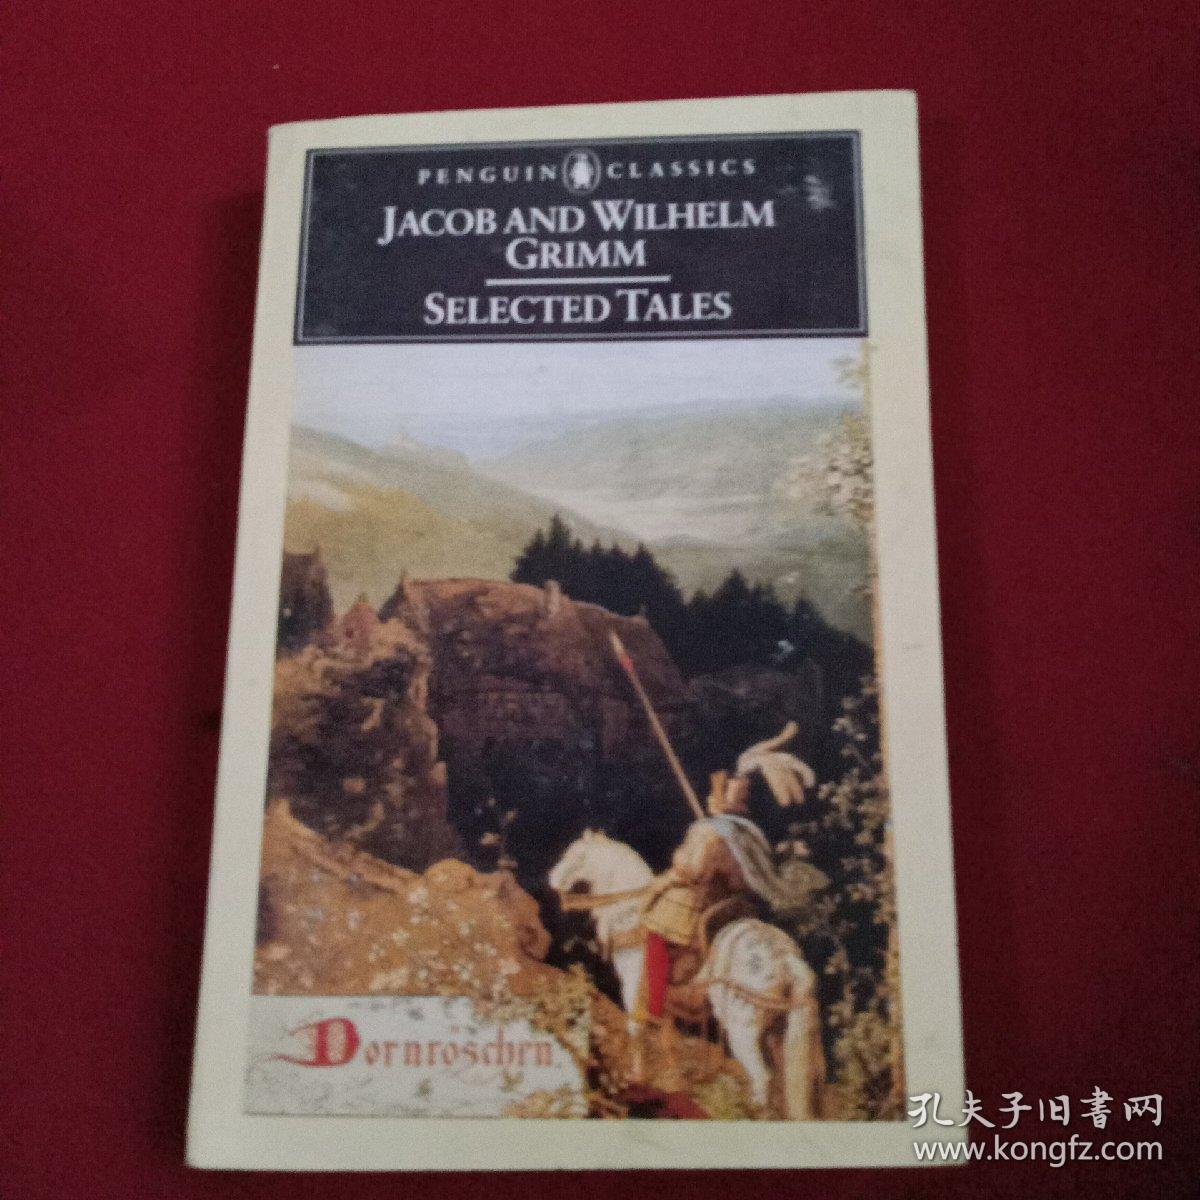 PENGUIN CLASSICS
JACOB AND WILHELM
GRIMM
SELECTED TALES
Dornröschen
孔夫子旧書网
www.kongfz.com